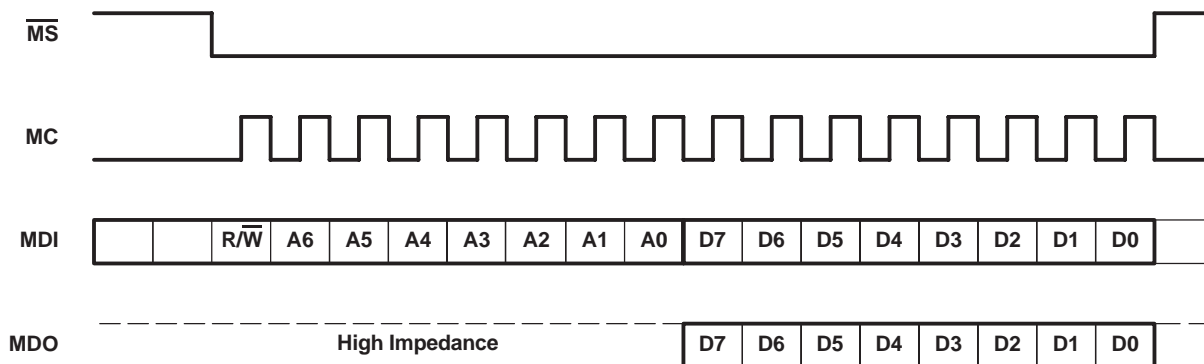 M̅S̅
MC
MDI R/W̅ A6 A5 A4 A3 A2 A1 A0 D7 D6 D5 D4 D3 D2 D1 D0
MDO High Impedance D7 D6 D5 D4 D3 D2 D1 D0